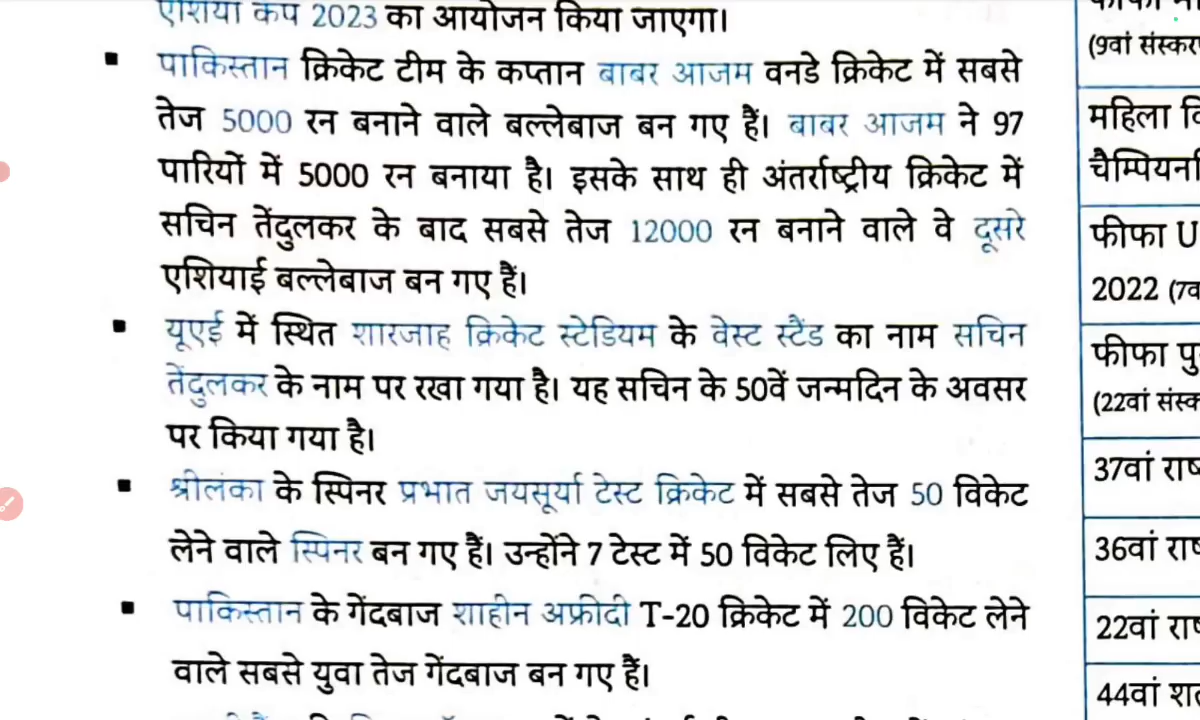 एशिया कप 2023 का आयोजन किया जाएगा।
▪ पाकिस्तान क्रिकेट टीम के कप्तान बाबर आजम वनडे क्रिकेट में सबसे
तेज 5000 रन बनाने वाले बल्लेबाज बन गए हैं। बाबर आजम ने 97
पारियों में 5000 रन बनाया है। इसके साथ ही अंतर्राष्ट्रीय क्रिकेट में
सचिन तेंदुलकर के बाद सबसे तेज 12000 रन बनाने वाले वे दूसरे
एशियाई बल्लेबाज बन गए हैं।
▪ यूएई में स्थित शारजाह क्रिकेट स्टेडियम के वेस्ट स्टैंड का नाम सचिन
तेंदुलकर के नाम पर रखा गया है। यह सचिन के 50वें जन्मदिन के अवसर
पर किया गया है।
▪ श्रीलंका के स्पिनर प्रभात जयसूर्या टेस्ट क्रिकेट में सबसे तेज 50 विकेट
लेने वाले स्पिनर बन गए हैं। उन्होंने 7 टेस्ट में 50 विकेट लिए हैं।
▪ पाकिस्तान के गेंदबाज शाहीन अफ्रीदी T-20 क्रिकेट में 200 विकेट लेने
वाले सबसे युवा तेज गेंदबाज बन गए हैं।
(9वां
महिला
फीफा U
2022
फीफा
(22वां
37वां
36वां
22वां
44वां